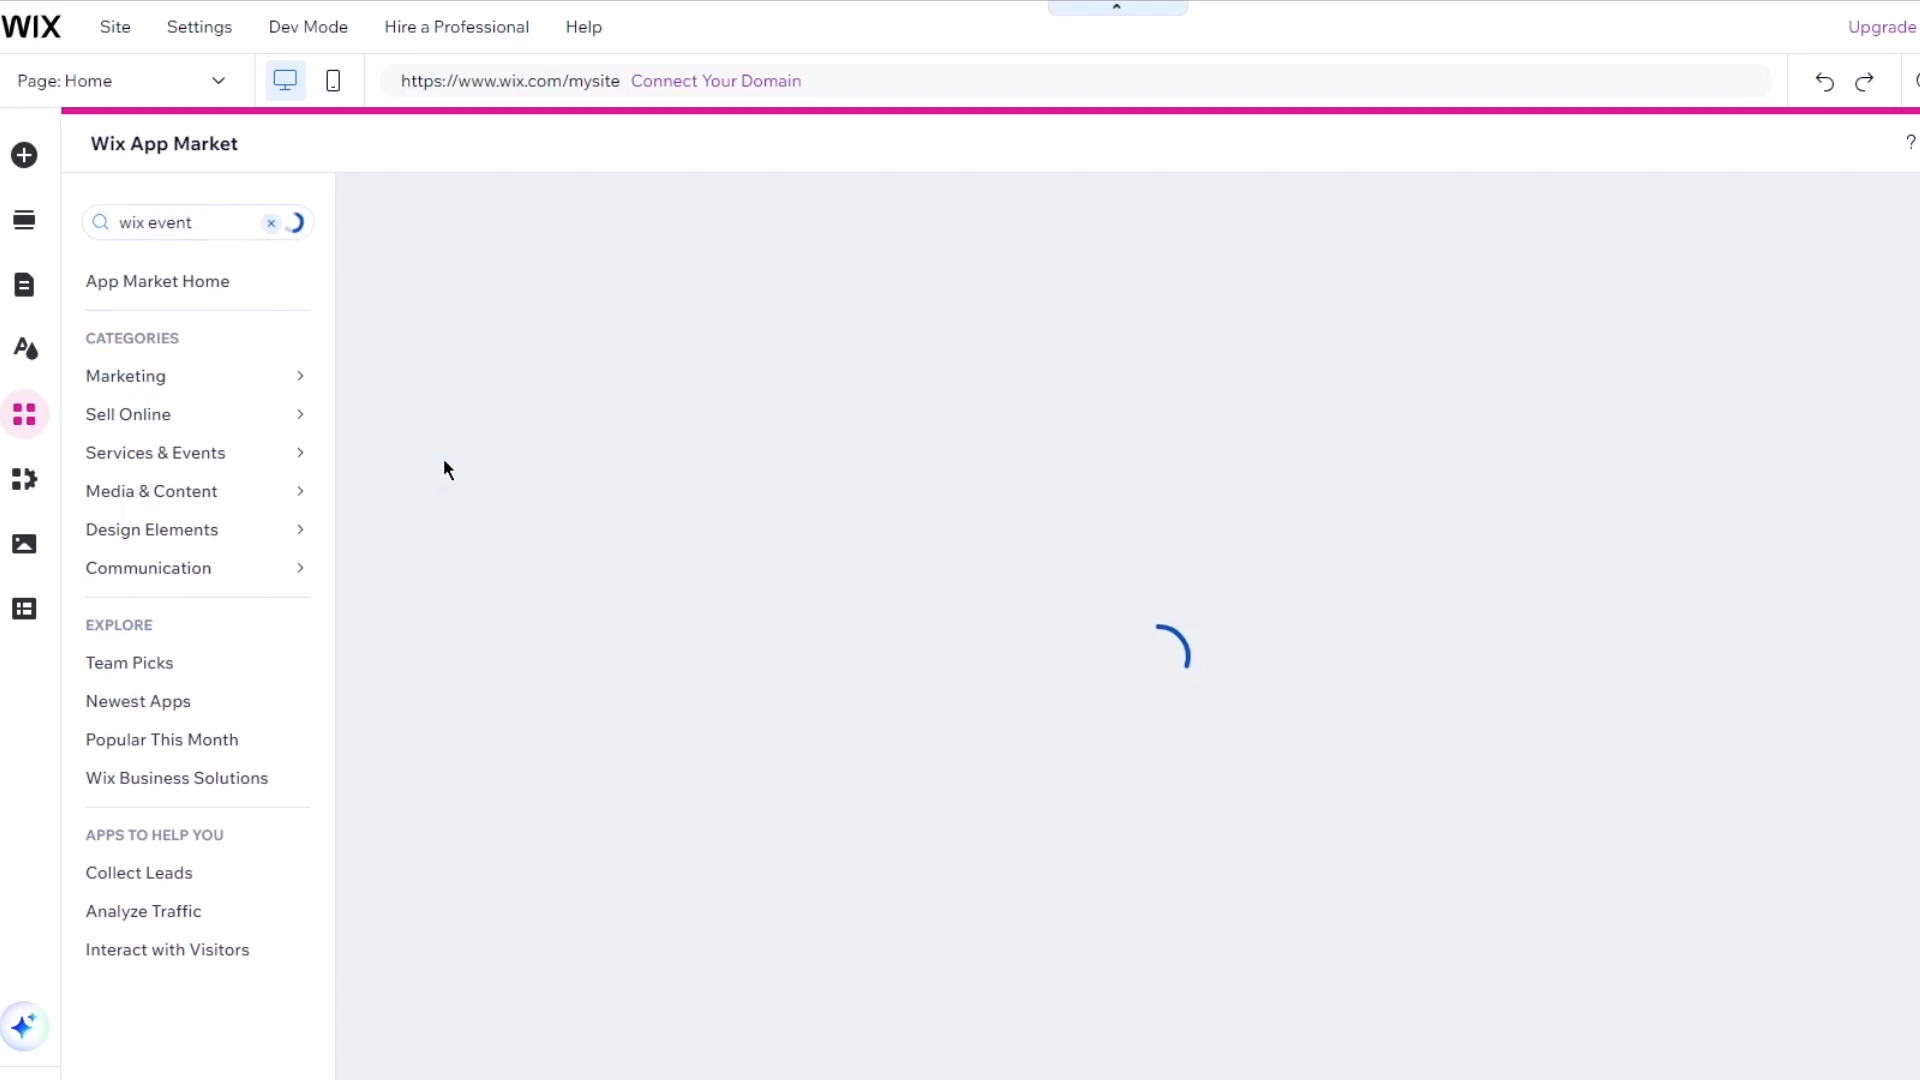 WIX Site Settings Dev Mode Hire a Professional Help Upgrade
Page: Home https://www.wix.com/mysite Connect Your Domain
Wix App Market ?
wix event
App Market Home
CATEGORIES
Marketing
Sell Online
Services & Events
Media & Content
Design Elements
Communication
EXPLORE
Team Picks
Newest Apps
Popular This Month
Wix Business Solutions
APPS TO HELP YOU
Collect Leads
Analyze Traffic
Interact with Visitors